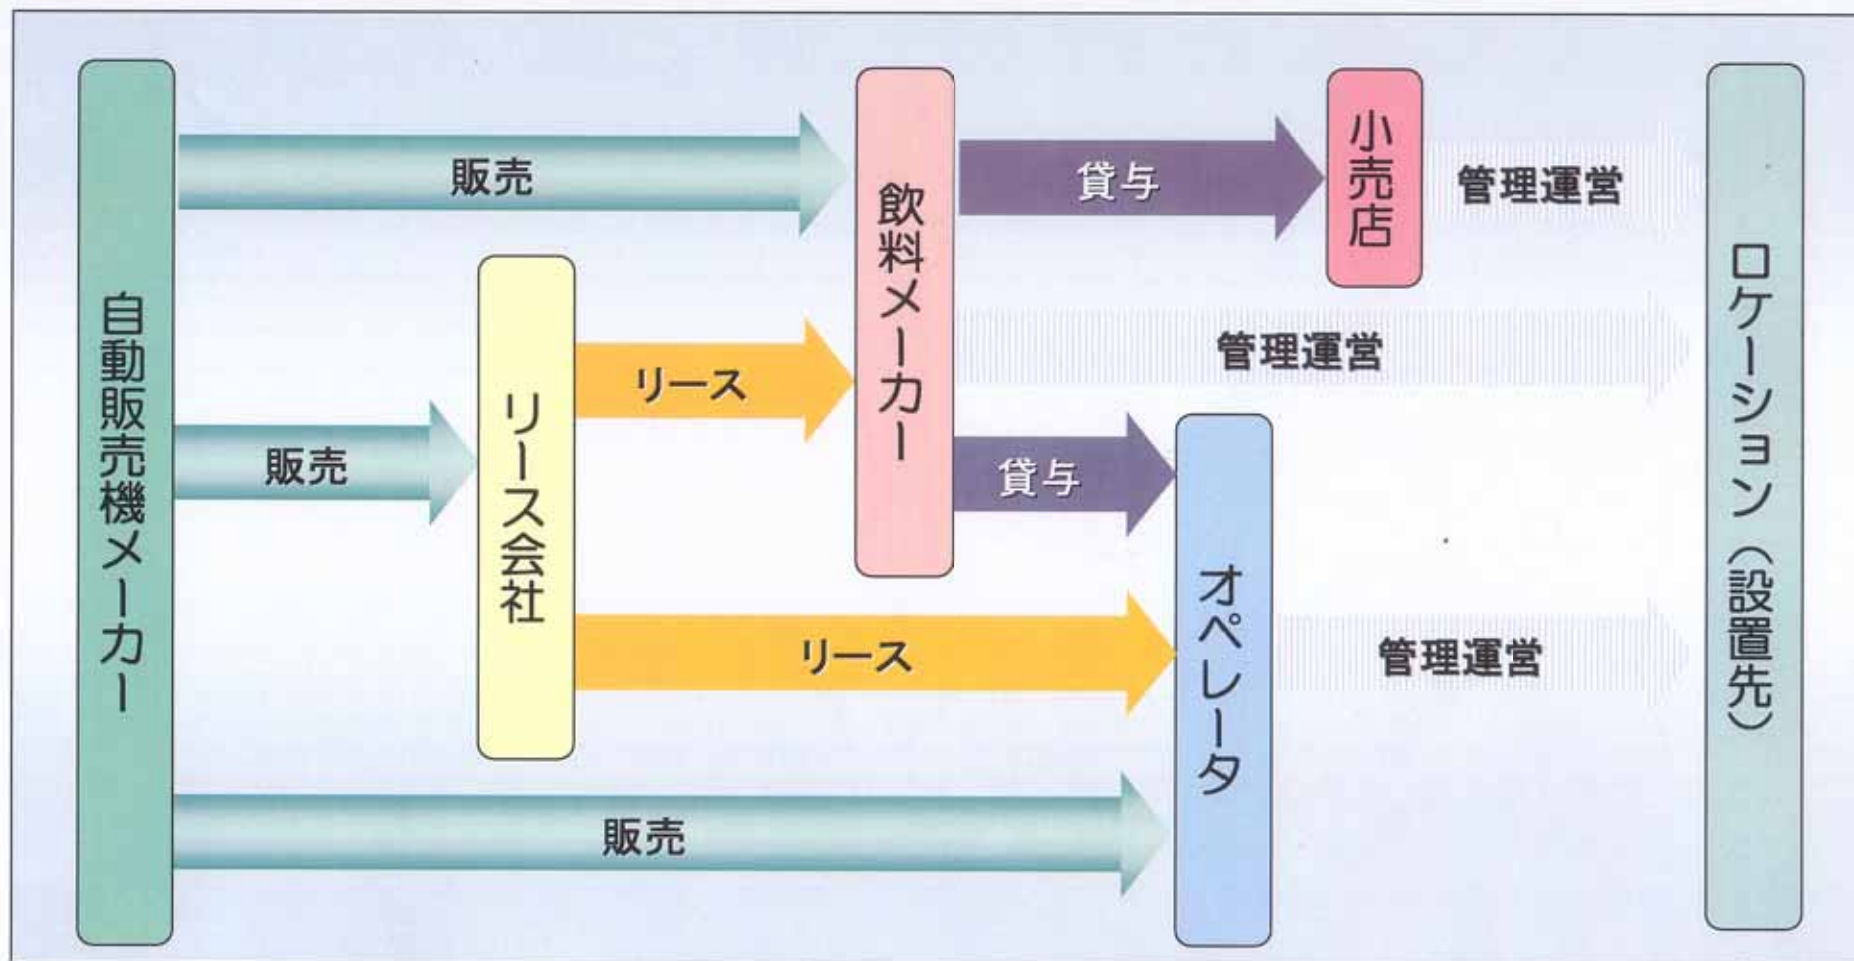 自動販売機メーカー
販売
販売
販売
リース会社
リース
リース
飲料メーカー
貸与
貸与
小売店
オペレータ
管理運営
管理運営
管理運営
ロケーション（設置先）